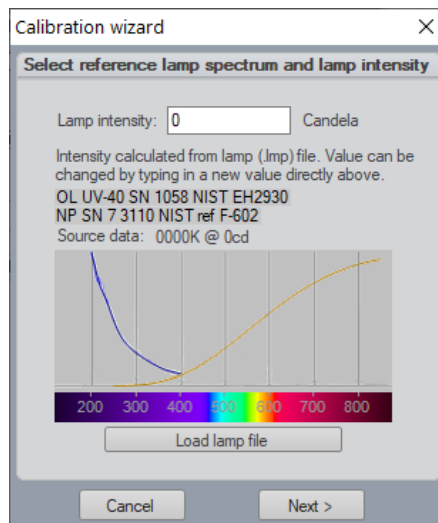 Calibration wizard
Select reference lamp spectrum and lamp intensity
Lamp intensity: 0 Candela
Intensity calculated from lamp (.lmp) file. Value can be
changed by typing in a new value directly above.
OL UV-40 SN 1058 NIST EH2930
NP SN 7 3110 NIST ref F-602
Source data: 0000K @ 0cd
200 300 400 500 600 700 800
Load lamp file
Cancel Next >